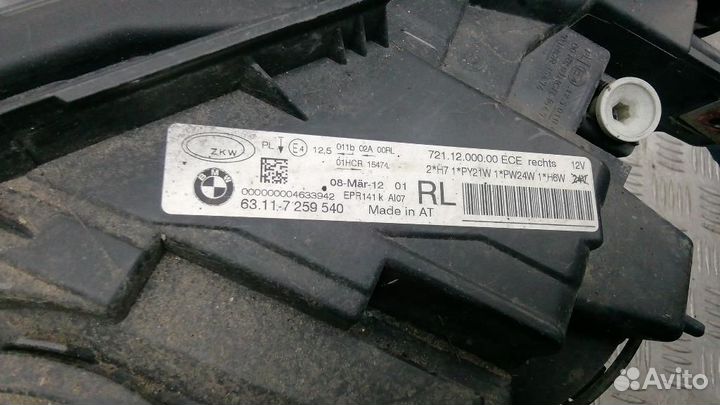 ZKW
PL E4 12,5 011b 02A 00RL
01HCR 15474
721.12.000.00 ECE rechts 12V
2*H7 1*PY21W 1*PW24W 1*H6W
08-Mär-12 01
000000004633942 EPR141k AI07
RL
BMW
63.11-7 259 540 Made in AT
Avito